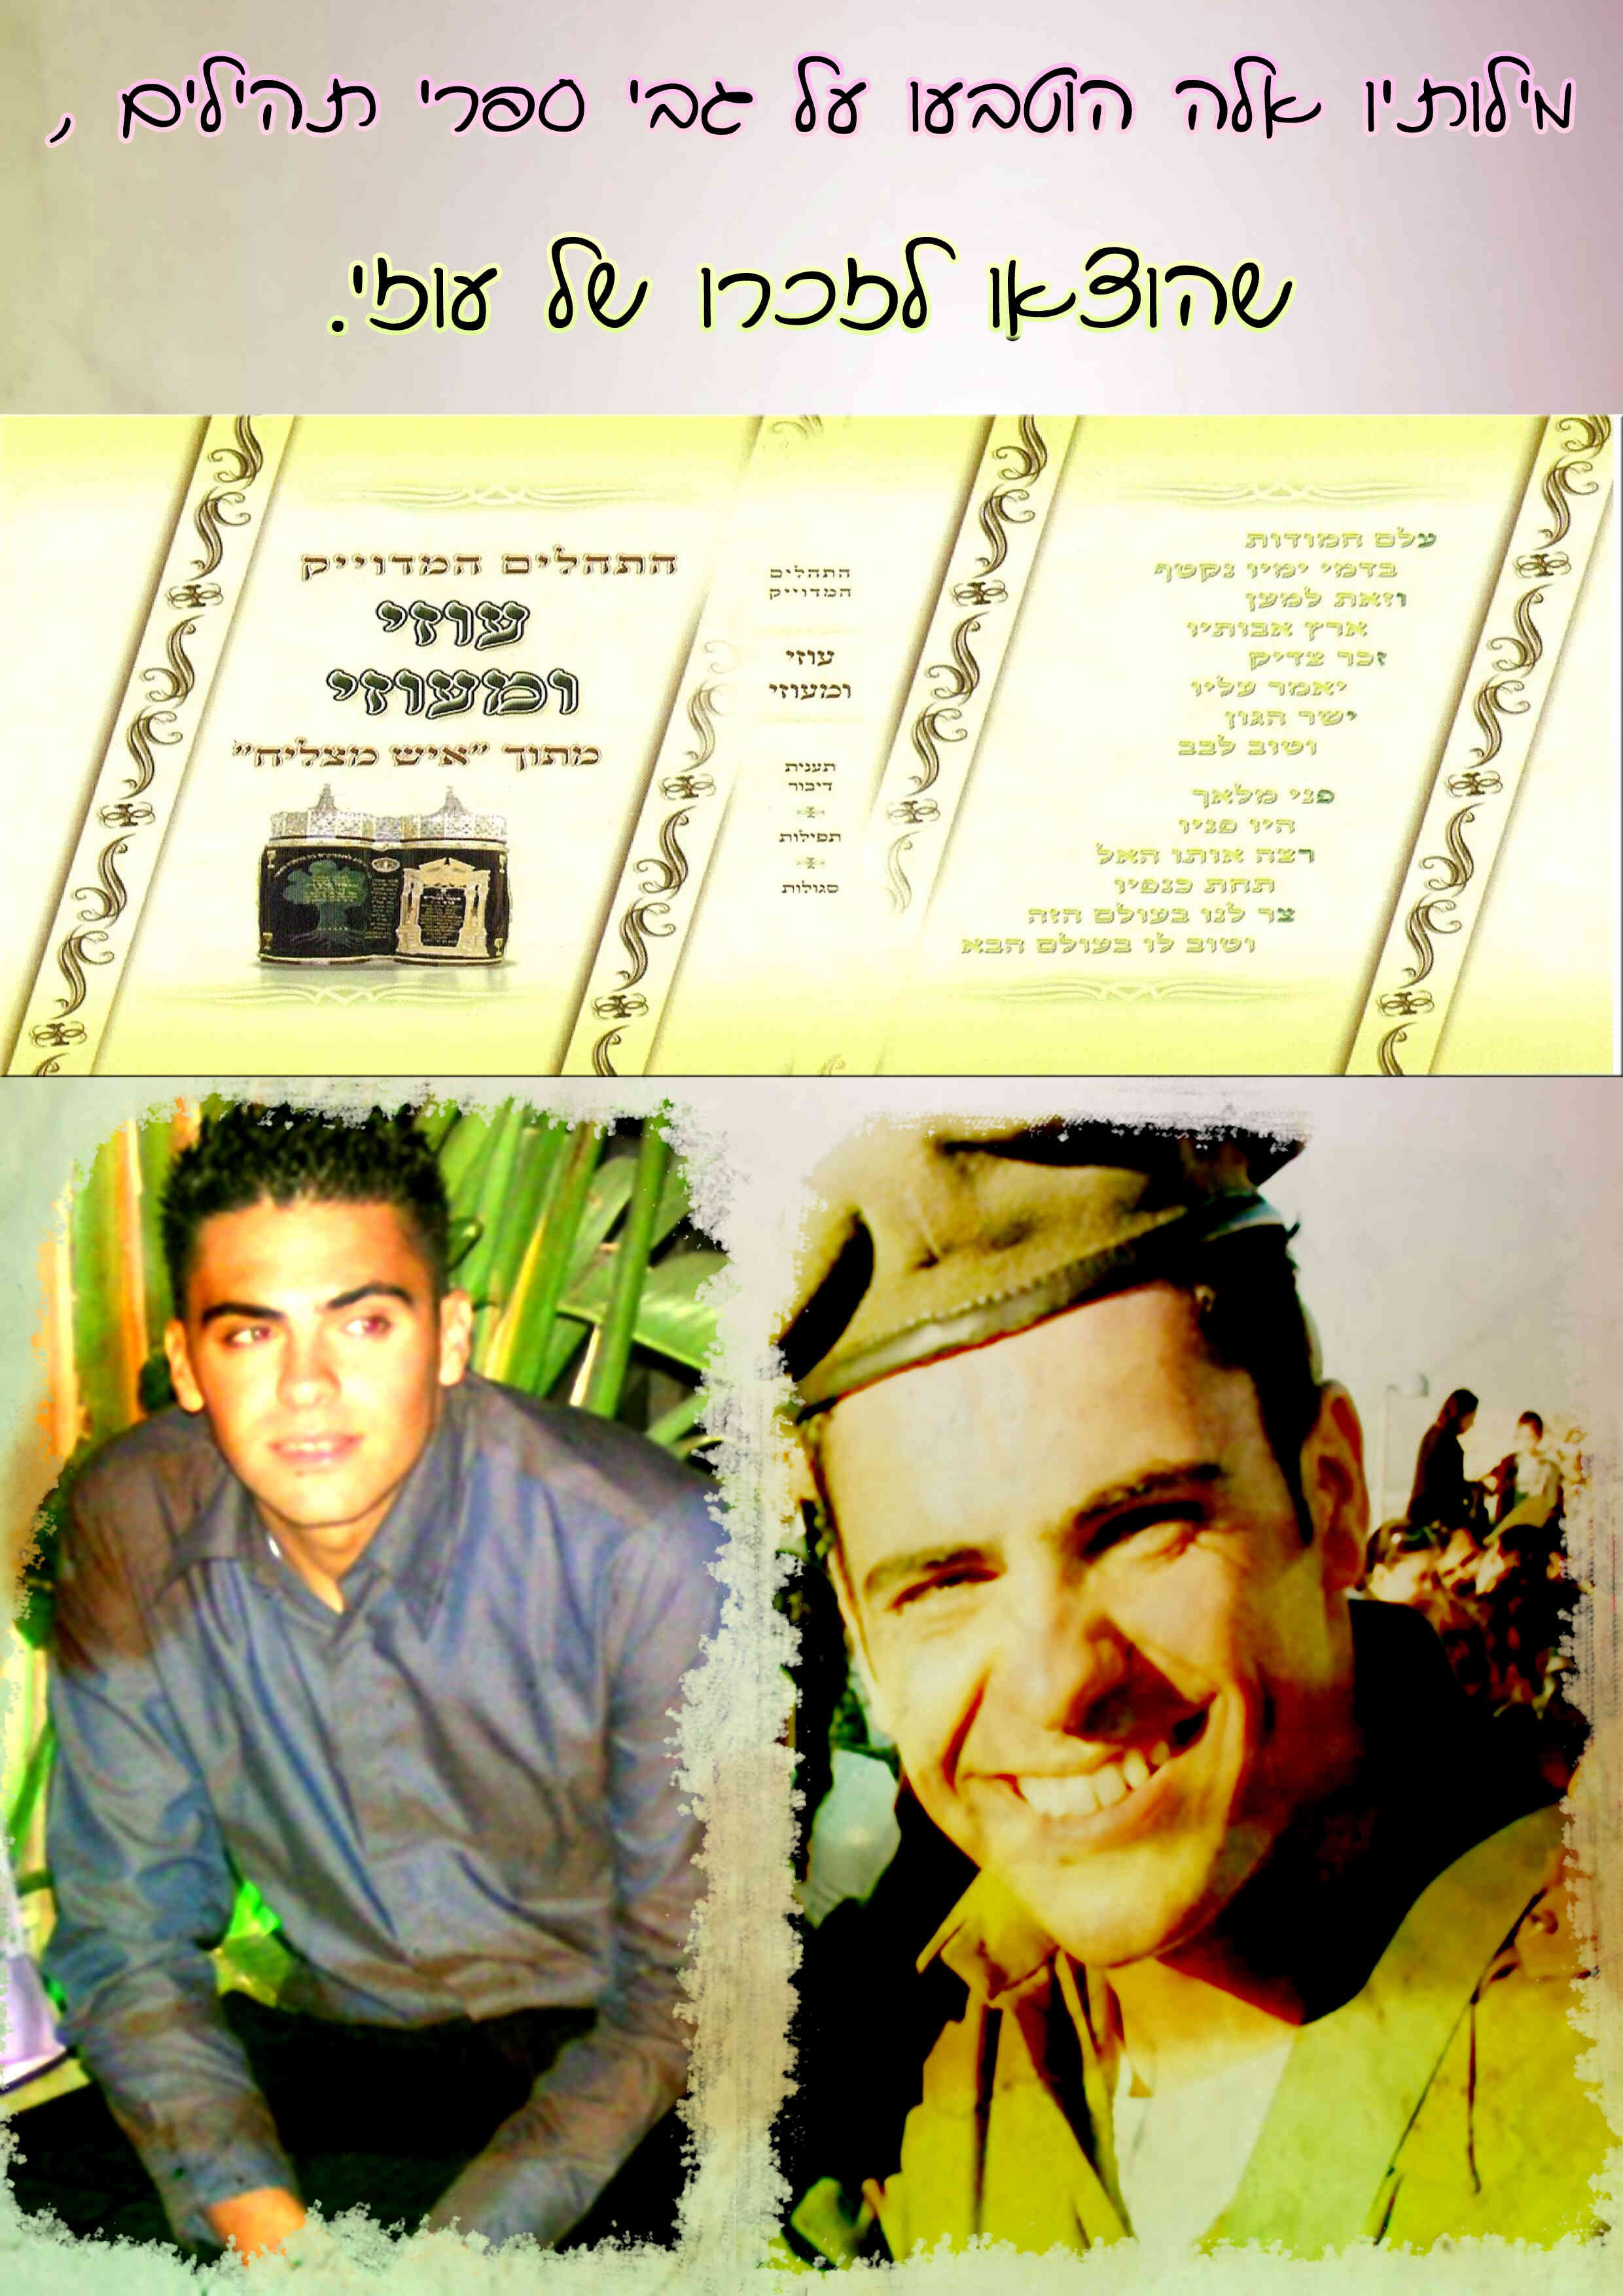 מילותיו אלה הוטבעו על גבי ספרי תהילים ,
שהוצאו לזכרו של עוזי.
עלם חמודות
בדמי ימיו נקטף
וזאת למען
ארץ אבותיו
זכר צדיק
יאמר עליו
ישר הגון
וטוב לבב
פני מלאך
היו פניו
רצה אותו האל
תחת כנפיו
צר לנו בעולם הזה
וטוב לו בעולם הבא
התהלים
המדוייק
עוזי
ומעוזי
תענית
דיבור
תפילות
סגולות
התהלים המדוייק
עוזי
ומעוזי
מתוך "איש מצליח"